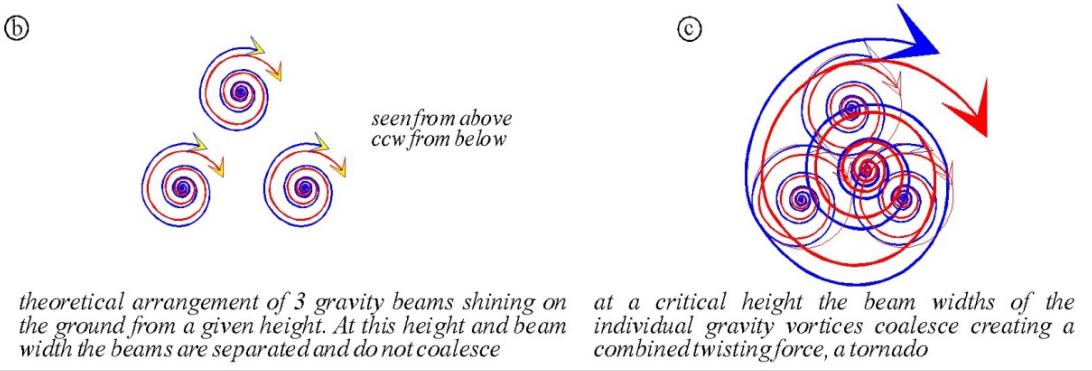 b
c
seen from above
ccw from below
theoretical arrangement of 3 gravity beams shining on
the ground from a given height. At this height and beam
width the beams are separated and do not coalesce
at a critical height the beam widths of the
individual gravity vortices coalesce creating a
combined twisting force, a tornado